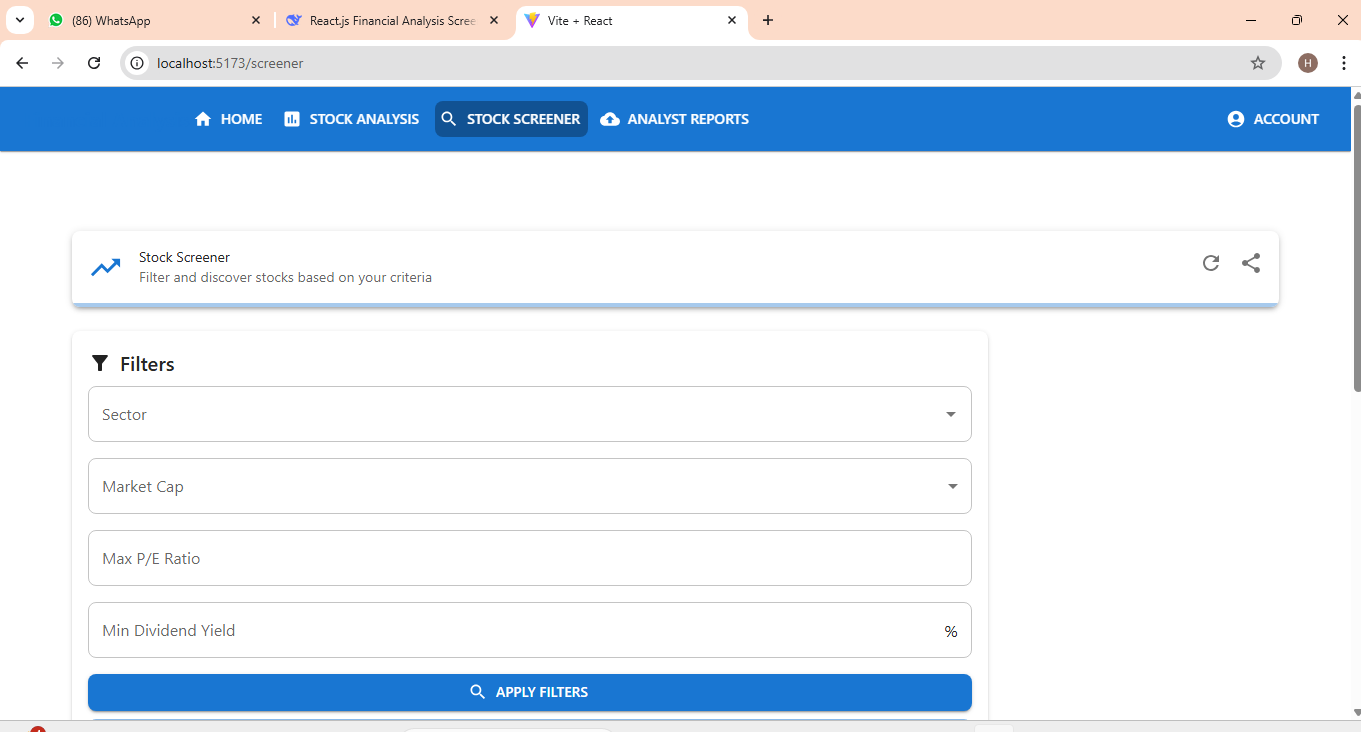 (86) WhatsApp
React.js Financial Analysis Scree
Vite + React
localhost:5173/screener
H
HOME
STOCK ANALYSIS
STOCK SCREENER
ANALYST REPORTS
ACCOUNT
Stock Screener
Filter and discover stocks based on your criteria
Filters
Sector
Market Cap
Max P/E Ratio
Min Dividend Yield
%
APPLY FILTERS